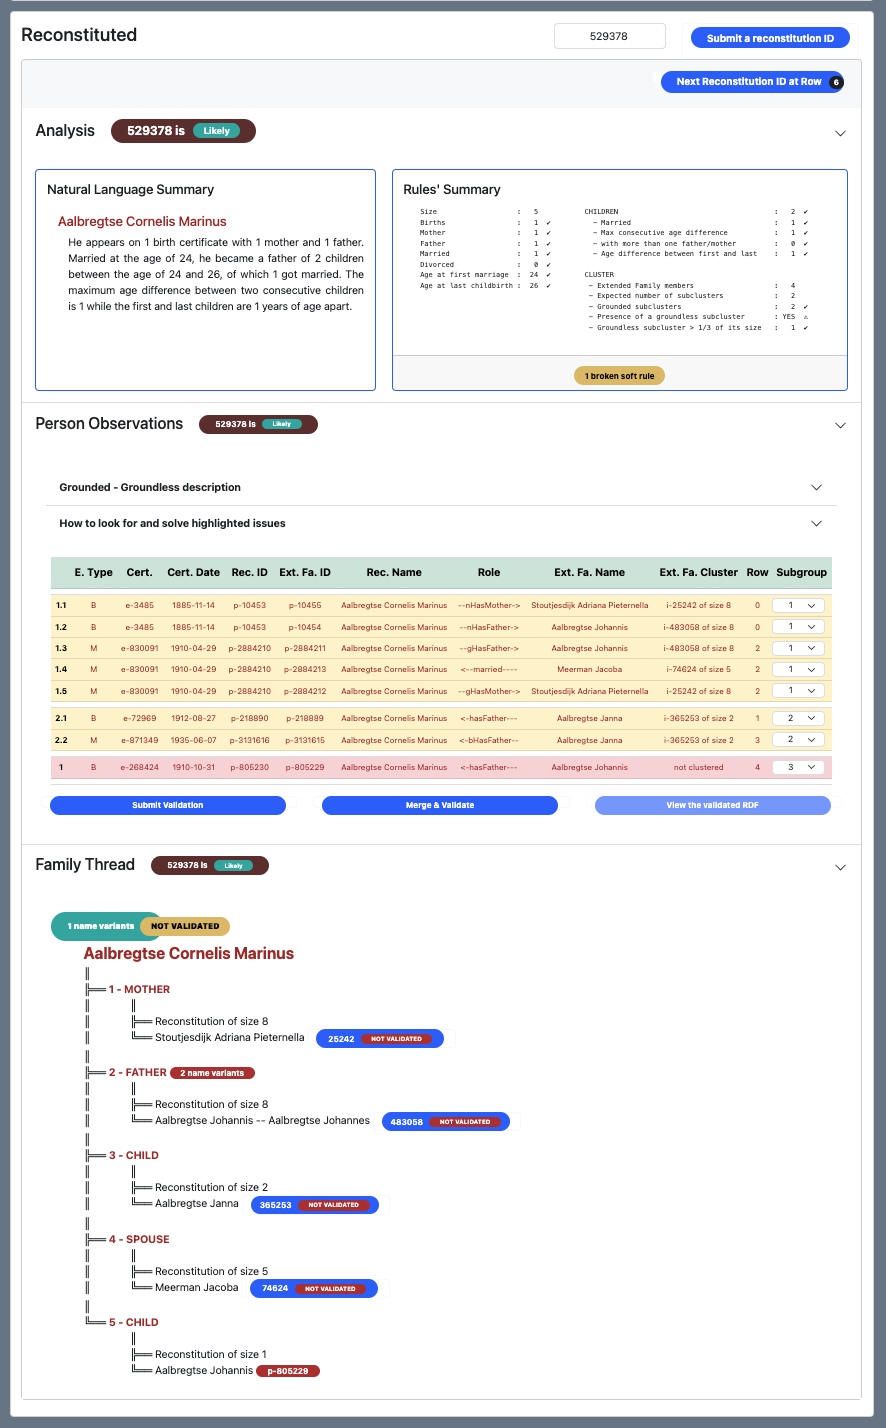 Reconstituted
529378
Submit a reconstitution ID
Next Reconstitution ID at Row 6
Analysis
529378 is Likely
Natural Language Summary
Aalbregtse Cornelis Marinus
He appears on 1 birth certificate with 1 mother and 1 father.
Married at the age of 24, he became a father of 2 children
between the age of 24 and 26, of which 1 got married. The
maximum age difference between two consecutive children
is 1 while the first and last children are 1 years of age apart.
Rules' Summary
Size : 5
Births : 1 ✔
Mother : 1 ✔
Father : 1 ✔
Married : 1 ✔
Divorced : 0 ✔
Age at first marriage : 24 ✔
Age at last childbirth : 26 ✔
CHILDREN : 2 ✔
- Married : 1 ✔
- Max consecutive age difference : 1 ✔
- with more than one father/mother : 0 ✔
- Age difference between first and last : 1 ✔
CLUSTER
- Extended Family members : 4
- Expected number of subclusters : 2
- Grounded subclusters : 2 ✔
- Presence of a groundless subcluster : YES ⚠
- Groundless subcluster > 1/3 of its size : 1 ✔
1 broken soft rule
Person Observations
529378 is Likely
Grounded - Groundless description
How to look for and solve highlighted issues
E. Type Cert. Cert. Date Rec. ID Ext. Fa. ID Rec. Name Role Ext. Fa. Name Ext. Fa. Cluster Row Subgroup
1.1 B e-3485 1885-11-14 p-10453 p-10455 Aalbregtse Cornelis Marinus --nHasMother-> Stoutjesdijk Adriana Pieternella i-25242 of size 8 0 1
1.2 B e-3485 1885-11-14 p-10453 p-10454 Aalbregtse Cornelis Marinus --nHasFather-> Aalbregtse Johannis i-483058 of size 8 0 1
1.3 M e-830091 1910-04-29 p-2884210 p-2884211 Aalbregtse Cornelis Marinus --gHasFather-> Aalbregtse Johannis i-483058 of size 8 2 1
1.4 M e-830091 1910-04-29 p-2884210 p-2884213 Aalbregtse Cornelis Marinus <--married---- Meerman Jacoba i-74624 of size 5 2 1
1.5 M e-830091 1910-04-29 p-2884210 p-2884212 Aalbregtse Cornelis Marinus --gHasMother-> Stoutjesdijk Adriana Pieternella i-25242 of size 8 2 1
2.1 B e-72969 1912-08-27 p-218890 p-218889 Aalbregtse Cornelis Marinus <-hasFather--- Aalbregtse Janna i-365253 of size 2 1 2
2.2 M e-871349 1935-06-07 p-3131616 p-3131615 Aalbregtse Cornelis Marinus <-bHasFather-- Aalbregtse Janna i-365253 of size 2 3 2
1 B e-268424 1910-10-31 p-805230 p-805229 Aalbregtse Cornelis Marinus <-hasFather--- Aalbregtse Johannis not clustered 4 3
Submit Validation
Merge & Validate
View the validated RDF
Family Thread
529378 is Likely
1 name variants NOT VALIDATED
Aalbregtse Cornelis Marinus
1 - MOTHER
Reconstitution of size 8
Stoutjesdijk Adriana Pieternella 25242 NOT VALIDATED
2 - FATHER 2 name variants
Reconstitution of size 8
Aalbregtse Johannis -- Aalbregtse Johannes 483058 NOT VALIDATED
3 - CHILD
Reconstitution of size 2
Aalbregtse Janna 365253 NOT VALIDATED
4 - SPOUSE
Reconstitution of size 5
Meerman Jacoba 74624 NOT VALIDATED
5 - CHILD
Reconstitution of size 1
Aalbregtse Johannis p-805229